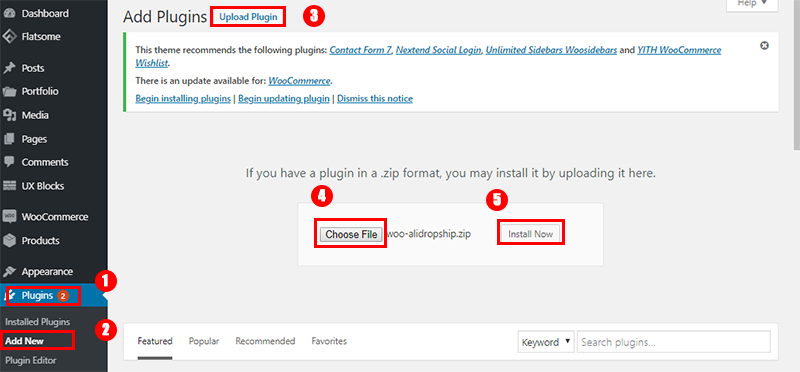 Dashboard
Flatsome
Posts
Portfolio
Media
Pages
Comments
UX Blocks
WooCommerce
Products
Appearance
1
Plugins 2
Installed Plugins
2
Add New
Plugin Editor
Help ▾
Add Plugins Upload Plugin 3
This theme recommends the following plugins: Contact Form 7, Nextend Social Login, Unlimited Sidebars Woosidebars and YITH WooCommerce
Wishlist.
There is an update available for: WooCommerce.
Begin installing plugins | Begin updating plugin | Dismiss this notice
If you have a plugin in a .zip format, you may install it by uploading it here.
4 5
Choose File woo-alidropship.zip Install Now
Featured Popular Recommended Favorites Keyword ▾ Search plugins...